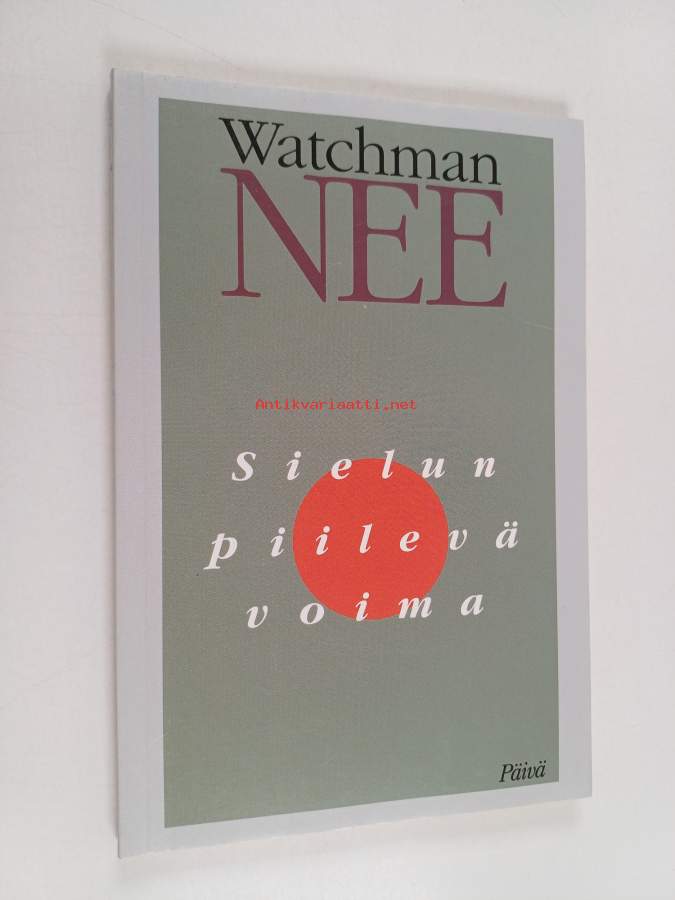 Watchman
NEE
Antikvariaatti.net
Sielun
piilevä
voima
Päivä